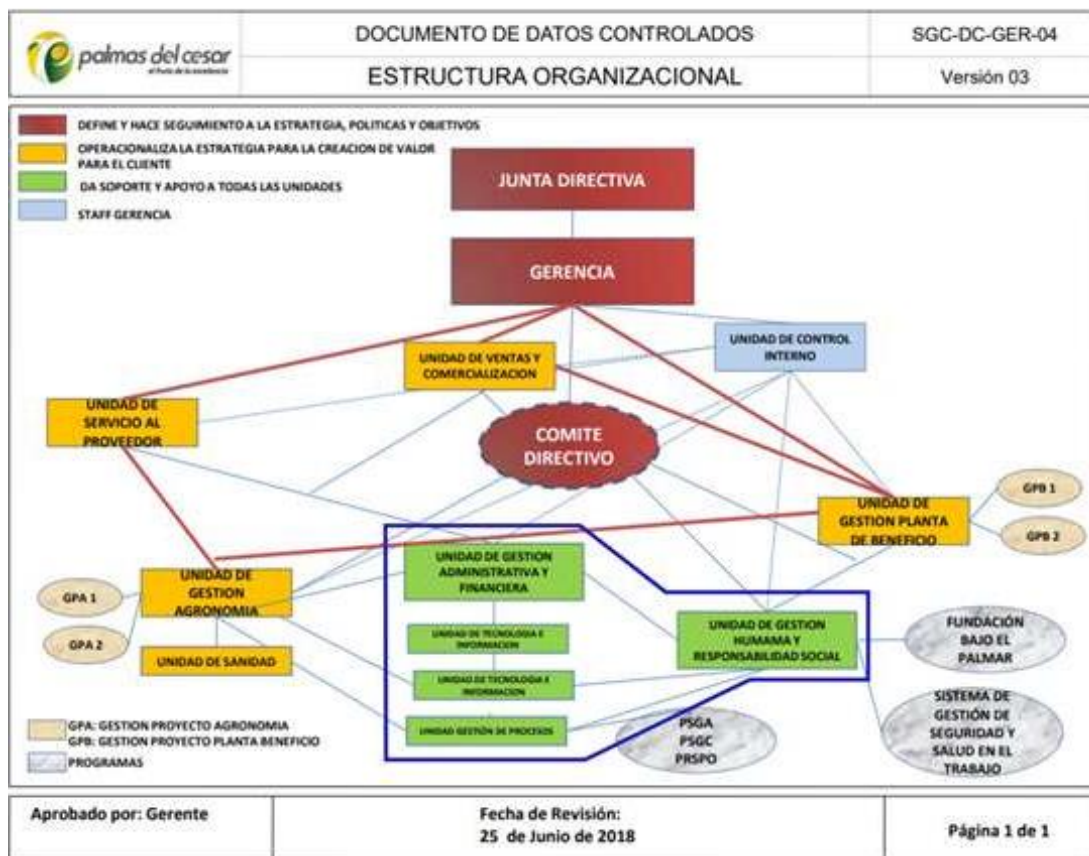 palmas del cesar
el fruto de la excelencia
DOCUMENTO DE DATOS CONTROLADOS
SGC-DC-GER-04
ESTRUCTURA ORGANIZACIONAL
Versión 03
DEFINE Y HACE SEGUIMIENTO A LA ESTRATEGIA, POLITICAS Y OBJETIVOS
OPERACIONALIZA LA ESTRATEGIA PARA LA CREACION DE VALOR
PARA EL CLIENTE
DA SOPORTE Y APOYO A TODAS LAS UNIDADES
STAFF GERENCIA
JUNTA DIRECTIVA
GERENCIA
UNIDAD DE CONTROL
INTERNO
UNIDAD DE VENTAS Y
COMERCIALIZACION
UNIDAD DE
SERVICIO AL
PROVEEDOR
COMITE
DIRECTIVO
UNIDAD DE
GESTION PLANTA
DE BENEFICIO
GPB 1
GPB 2
UNIDAD DE GESTION
ADMINISTRATIVA Y
FINANCIERA
UNIDAD DE
GESTION
AGRONOMIA
GPA 1
GPA 2
UNIDAD DE SANIDAD
UNIDAD DE TECNOLOGIA E
INFORMACION
UNIDAD DE TECNOLOGIA E
INFORMACION
UNIDAD GESTIÓN DE PROCESOS
UNIDAD DE GESTION
HUMAMA Y
RESPONSABILIDAD SOCIAL
FUNDACIÓN
BAJO EL
PALMAR
SISTEMA DE
GESTIÓN DE
SEGURIDAD Y
SALUD EN EL
TRABAJO
PSGA
PSGC
PRSPO
GPA: GESTION PROYECTO AGRONOMIA
GPB: GESTION PROYECTO PLANTA BENEFICIO
PROGRAMAS
Aprobado por: Gerente
Fecha de Revisión:
25 de Junio de 2018
Página 1 de 1